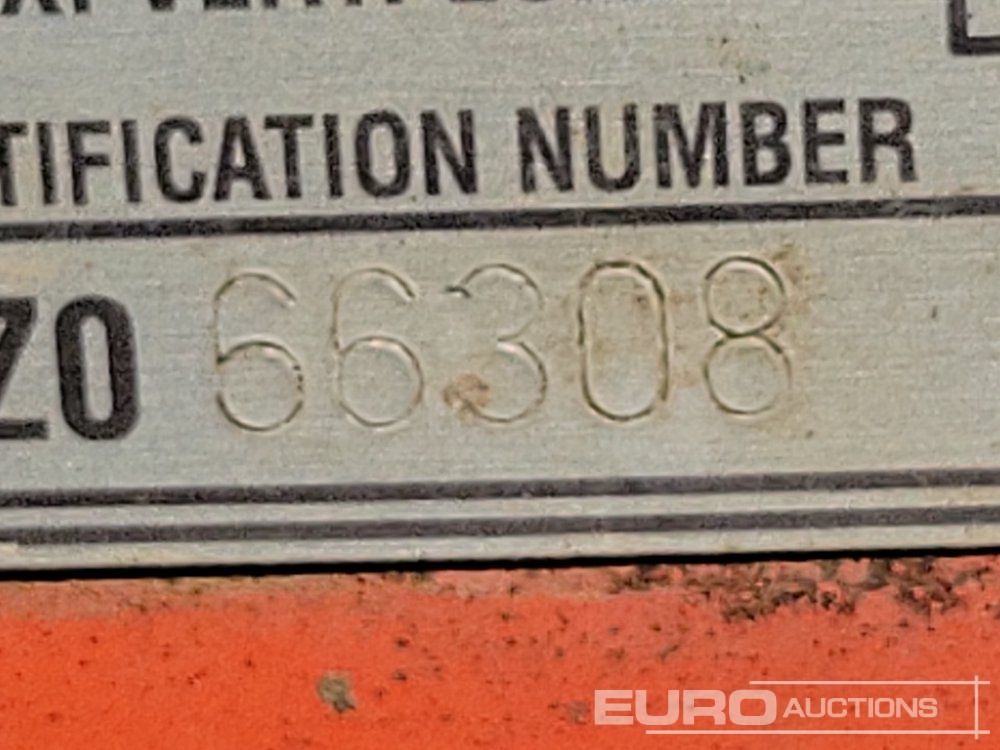 TIFICATION NUMBER
ZO 66308
EURO AUCTIONS